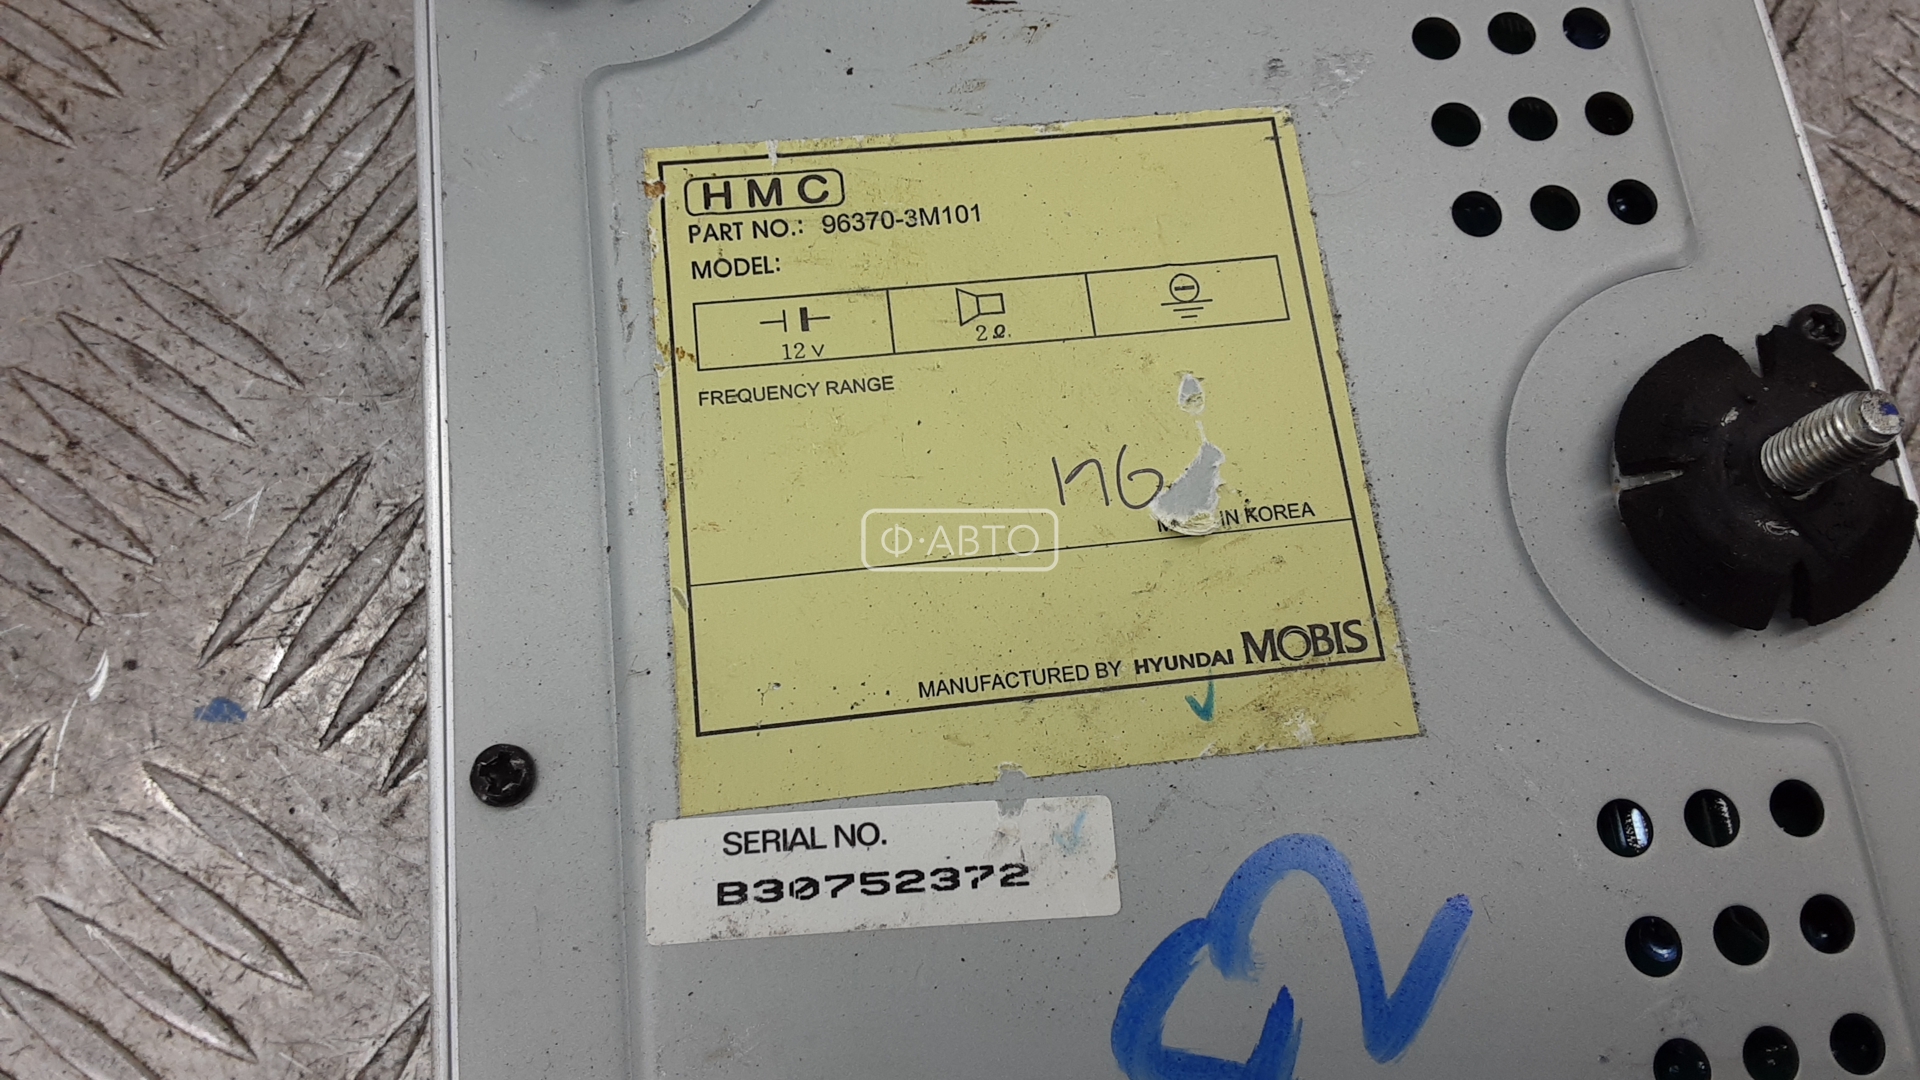 HMC
PART NO.: 96370-3M101
MODEL:
12 V
2 Ω.
FREQUENCY RANGE
IN KOREA
Ф·АВТО
MANUFACTURED BY HYUNDAI MOBIS
SERIAL NO.
B30752372